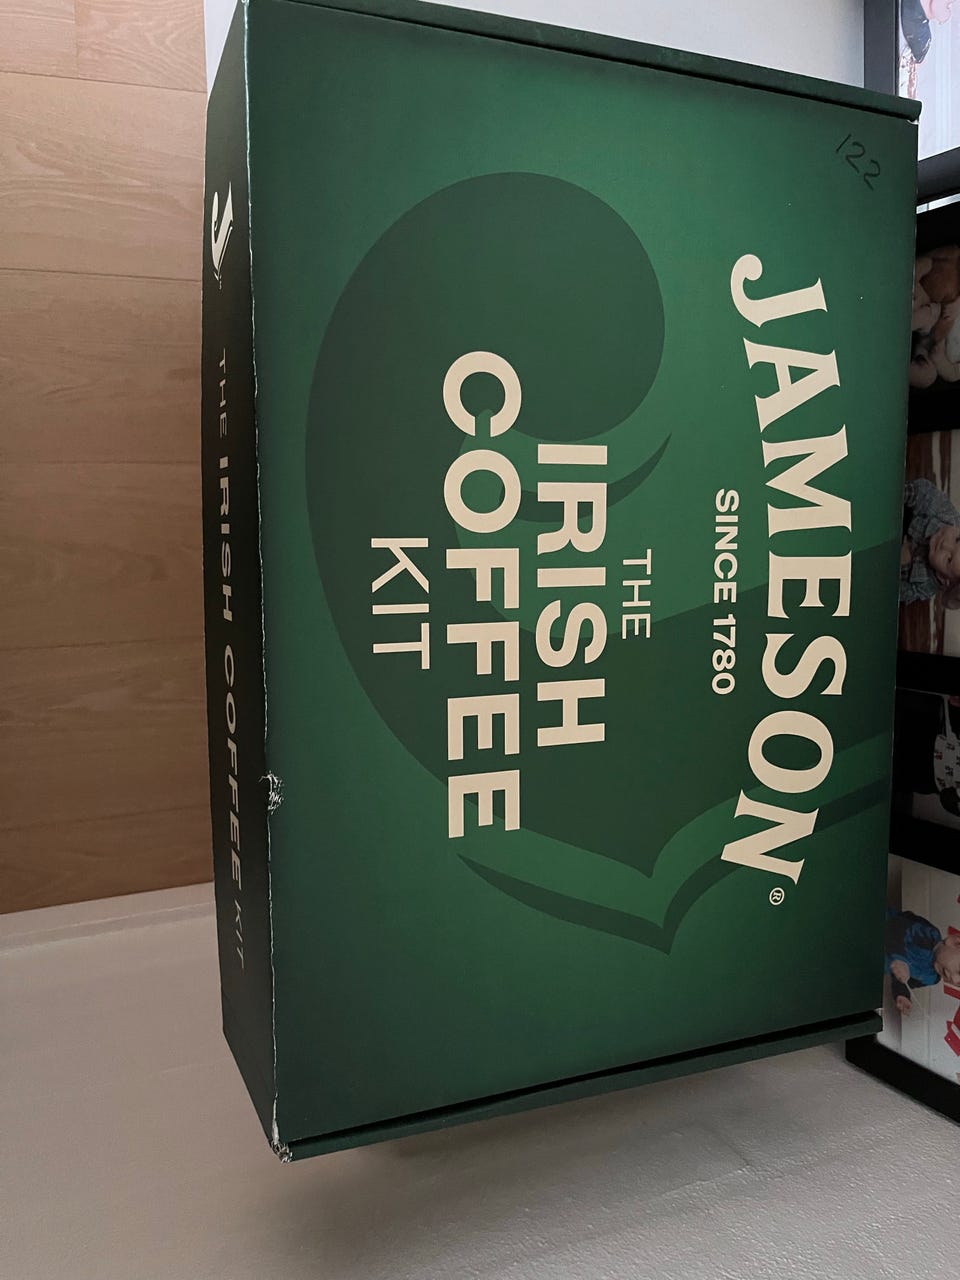 122
JAMESON®
SINCE 1780
THE
IRISH
COFFEE
KIT
J
THE IRISH COFFEE KIT